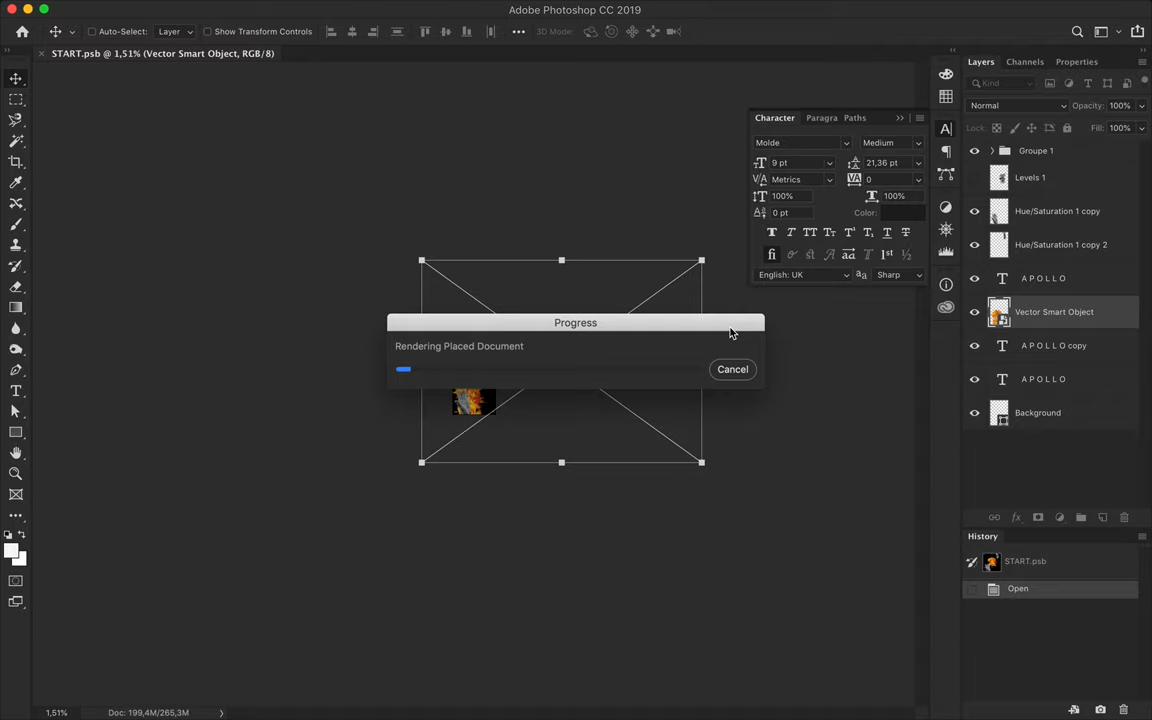 Adobe Photoshop CC 2019
Auto-Select: Layer Show Transform Controls 3D Mode:
START.psb @ 1,51% (Vector Smart Object, RGB/8)
Layers Channels Properties
Kind
Normal Opacity: 100%
Lock: Fill: 100%
Groupe 1
Levels 1
Hue/Saturation 1 copy
Hue/Saturation 1 copy 2
A P O L L O
Vector Smart Object
A P O L L O copy
A P O L L O
Background
Character Paragra Paths
Molde Medium
9 pt 21,36 pt
Metrics 0
100% 100%
0 pt Color:
English: UK Sharp
Progress
Rendering Placed Document
Cancel
History
START.psb
Open
1,51% Doc: 199,4M/265,3M